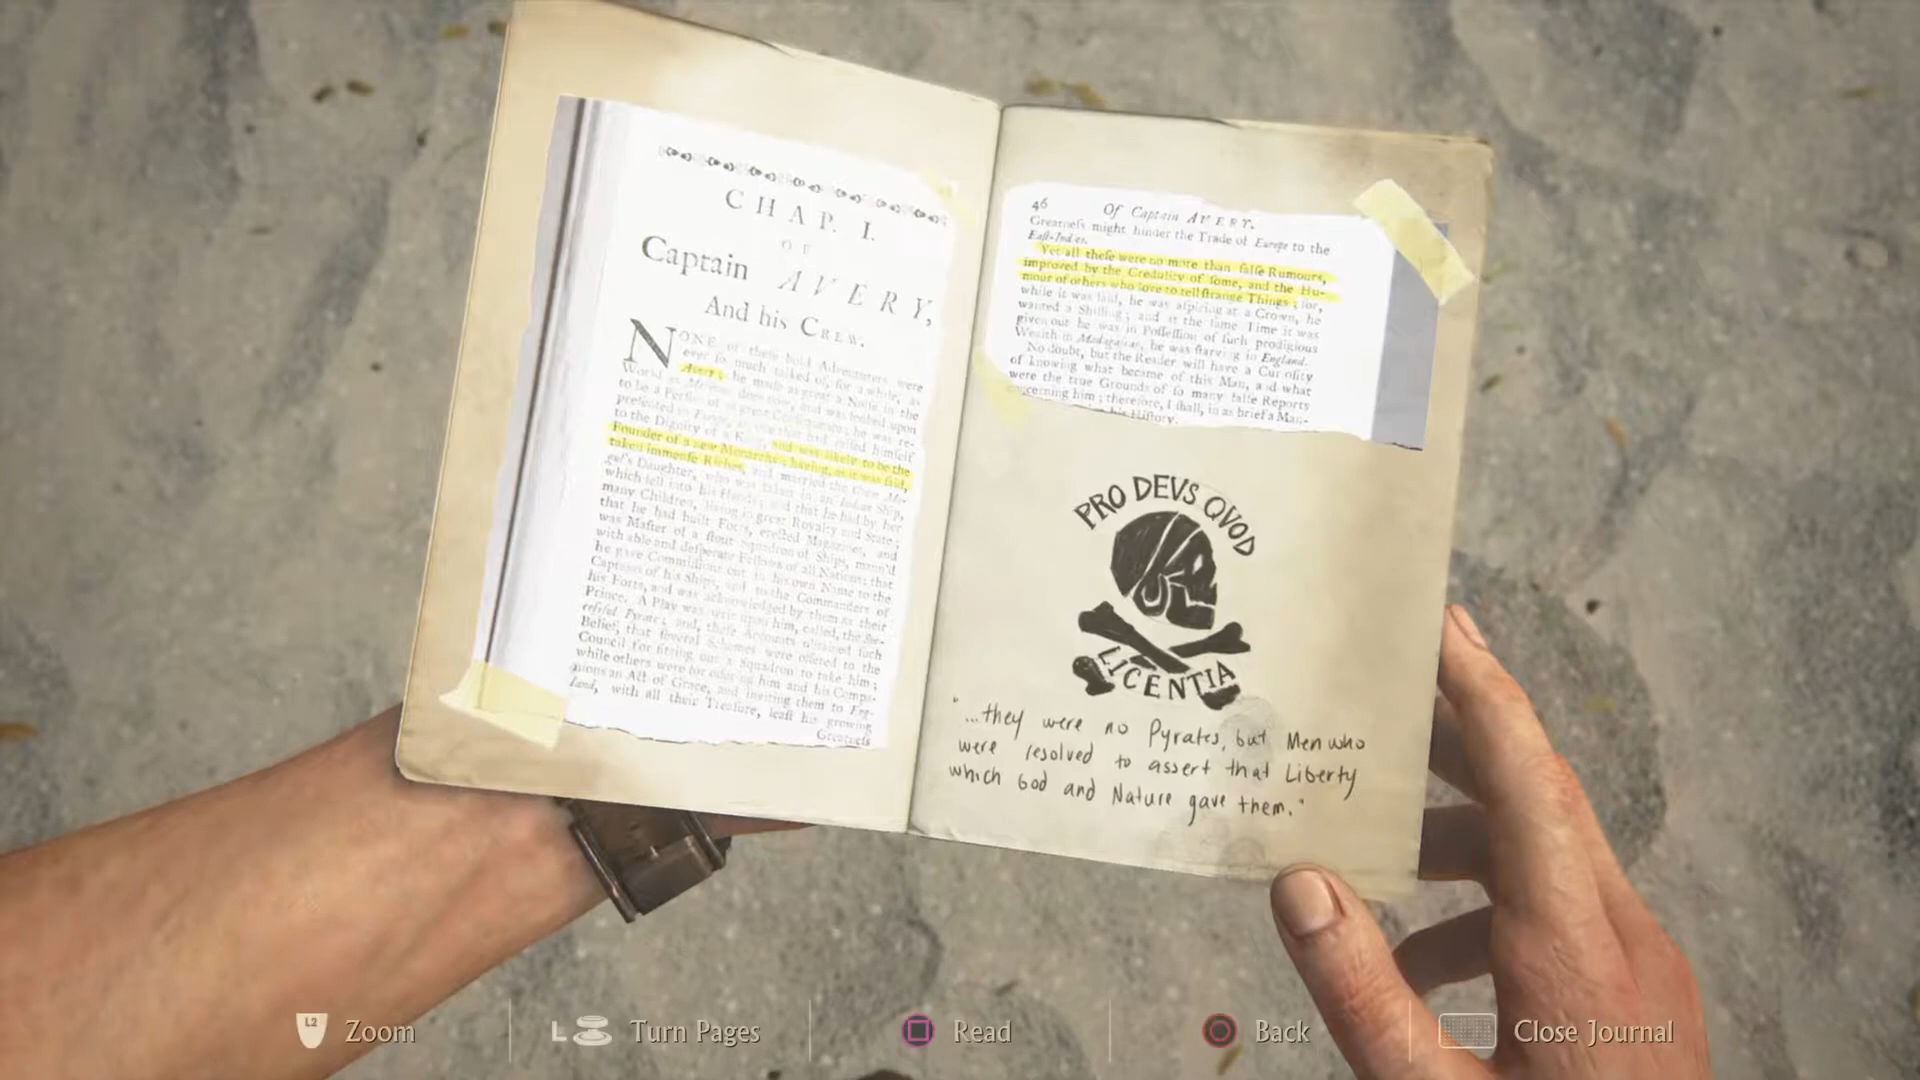 CHAP. I.
OF
Captain AVERY,
And his CREW.
NONE of these bold Adventurers were
ever so much talked of, for a while, as
Avery; he made as great a Noise in the
World as Meriveis does now, and was looked upon
to be a Person of as great Consequence; he was re-
presented in Europe, as one that had raised himself
to the Dignity of a King, and was likely to be the
Founder of a new Monarchy; having, as it was said,
taken immense Riches, and married the Great Mo-
gul's Daughter, who was taken in an Indian Ship,
which fell into his Hands; and that he had by her
many Children, living in great Royalty and State;
that he had built Forts, erected Magazines, and
was Master of a stout Squadron of Ships, mann'd
with able and desperate Fellows of all Nations; that
he gave Commissions out in his own Name to the
Captains of his Ships, and to the Commanders of
his Forts, and was acknowledged by them as their
Prince. A Play was writ upon him, called, the Suc-
cessful Pyrate; and, these Accounts obtained such
Belief, that several Schemes were offered to the
Council for fitting out a Squadron to take him;
while others were for offering him and his Compa-
nions an Act of Grace, and inviting them to Eng-
land, with all their Treasure, least his growing
Greatness
46 Of Captain AVERY.
Greatneſs might hinder the Trade of Europe to the
East-Indies.
Yet all theſe were no more than falſe Rumours,
improved by the Credulity of ſome, and the Hu-
mour of others who love to tell ſtrange Things; for,
while it was ſaid, he was aſpiring at a Crown, he
wanted a Shilling; and at the ſame Time it was
given out he was in Poſſeſſion of ſuch prodigious
Wealth in Madagaſcar, he was ſtarving in England.
No doubt, but the Reader will have a Curioſity
of knowing what became of this Man, and what
were the true Grounds of ſo many falſe Reports
concerning him; therefore, I ſhall, in as brief a Man-
his Hiſtory.
PRO DEVS QVOD
LICENTIA
"...they were no Pyrates, but Men who
were resolved to assert that Liberty
which God and Nature gave them."
L2 Zoom L Turn Pages Read Back Close Journal